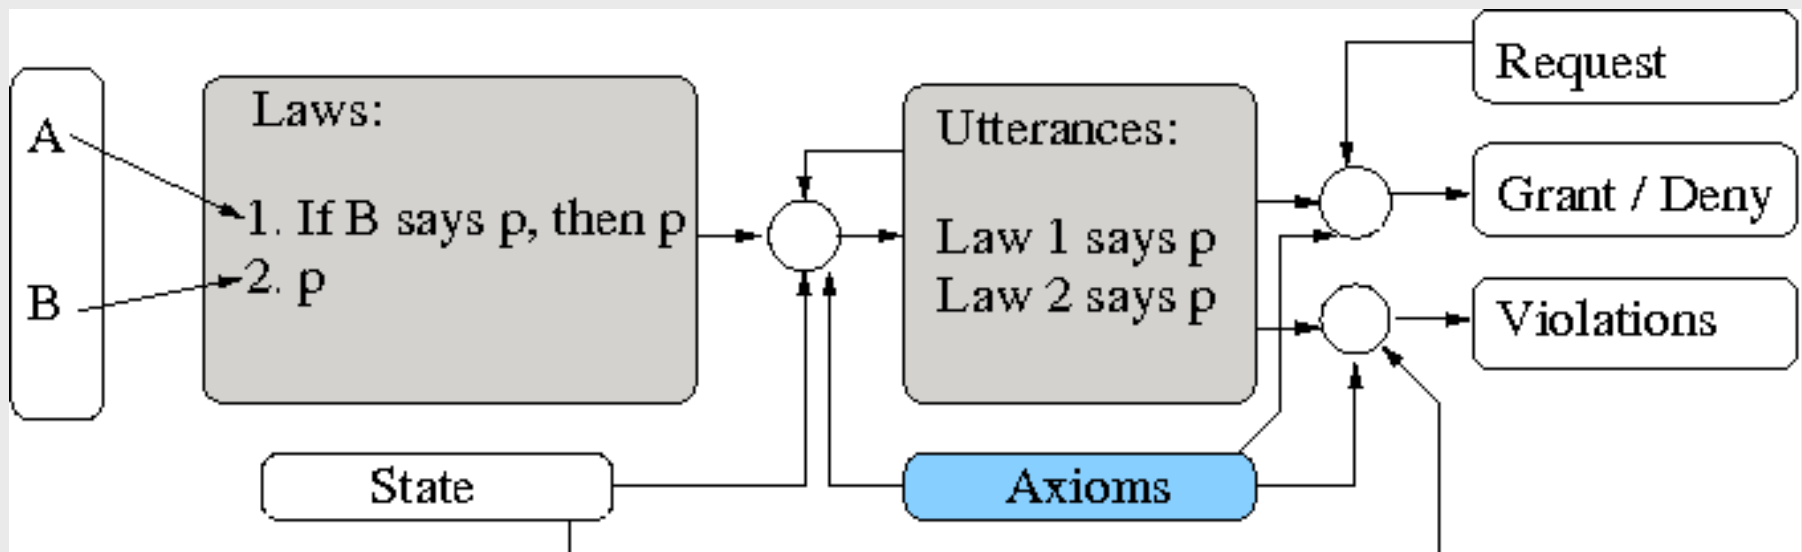 A
B
Laws:
1. If B says p, then p
2. p
State
Utterances:
Law 1 says p
Law 2 says p
Axioms
Request
Grant / Deny
Violations